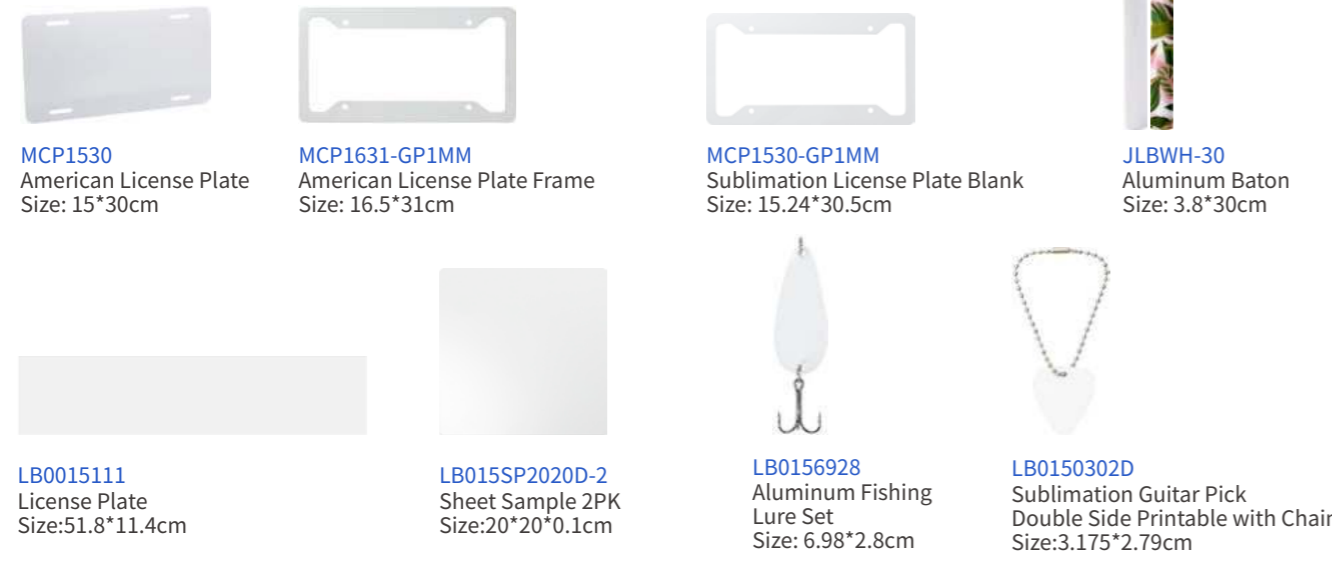 MCP1530
American License Plate
Size: 15*30cm
MCP1631-GP1MM
American License Plate Frame
Size: 16.5*31cm
MCP1530-GP1MM
Sublimation License Plate Blank
Size: 15.24*30.5cm
JLBWH-30
Aluminum Baton
Size: 3.8*30cm
LB0015111
License Plate
Size:51.8*11.4cm
LB015SP2020D-2
Sheet Sample 2PK
Size:20*20*0.1cm
LB0156928
Aluminum Fishing
Lure Set
Size: 6.98*2.8cm
LB0150302D
Sublimation Guitar Pick
Double Side Printable with Chain
Size:3.175*2.79cm